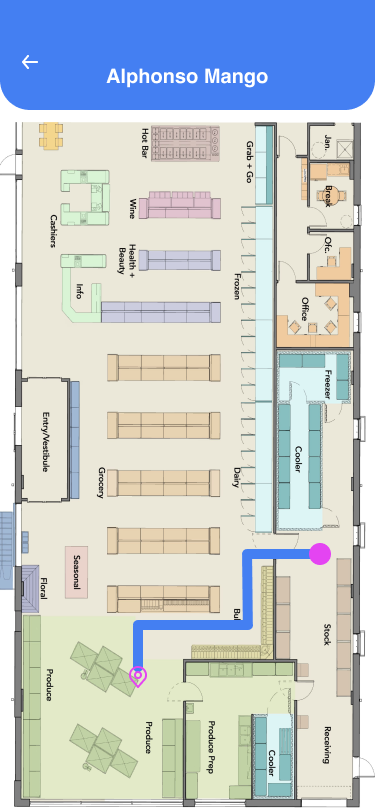 Alphonso Mango
Hot Bar
Grab + Go
Jan.
Break
Wine
Cashiers
Ofc.
Health +
Beauty
Frozen
Info
Office
Freezer
Entry/Vestibule
Cooler
Grocery
Dairy
Seasonal
Floral
Bul
Stock
Produce
Produce
Produce Prep
Cooler
Receiving